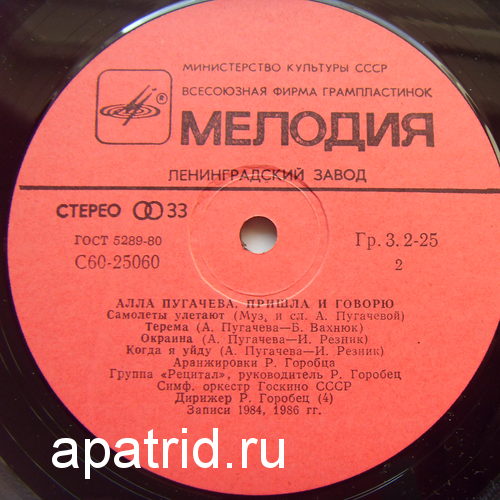 МИНИСТЕРСТВО КУЛЬТУРЫ СССР
ВСЕСОЮЗНАЯ ФИРМА ГРАМПЛАСТИНОК
®
МЕЛОДИЯ
ЛЕНИНГРАДСКИЙ ЗАВОД
СТЕРЕО 33
ГОСТ 5289-80 Гр. 3. 2-25
С60-25060 2
АЛЛА ПУГАЧЕВА. ПРИШЛА И ГОВОРЮ
Самолеты улетают (Муз. и сл. А. Пугачевой)
Терема (А. Пугачева—Б. Вахнюк)
Окраина (А. Пугачева—И. Резник)
Когда я уйду (А. Пугачева—И. Резник)
Аранжировки Р. Горобца
Группа «Рецитал», руководитель Р. Горобец
Симф. оркестр Госкино СССР
Дирижер Р. Горобец (4)
Записи 1984, 1986 гг.
apatrid.ru